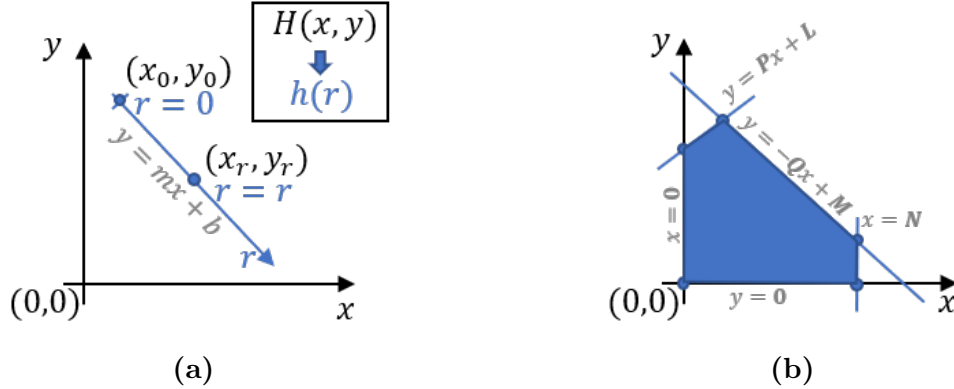 y
(x₀, y₀)
r = 0
H(x, y)
h(r)
y = mx + b
(xᵣ, yᵣ)
r = r
r
(0,0)
x
(a)
y
y = Px + L
y = −Qx + M
x = 0
x = N
(0,0)
y = 0
x
(b)